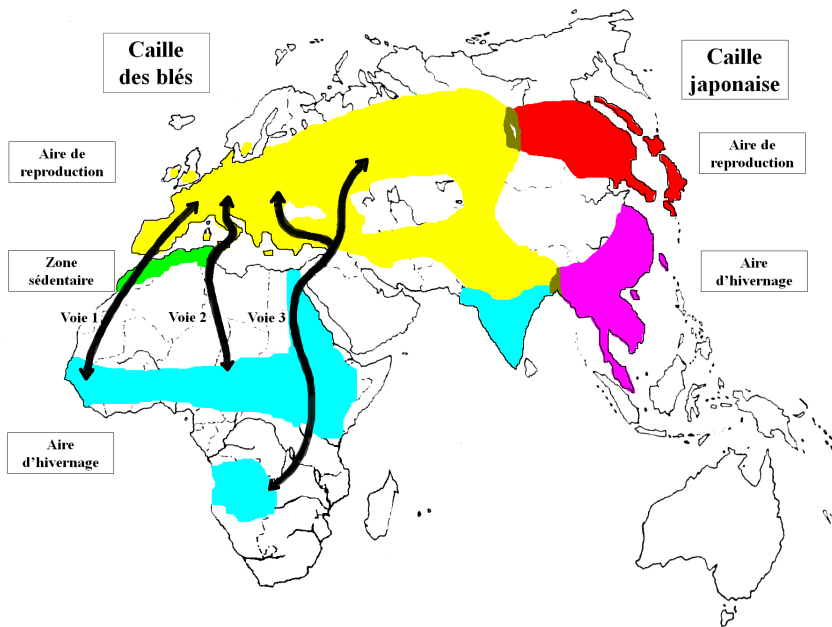 Caille
des blés
Caille
japonaise
Aire de
reproduction
Aire de
reproduction
Zone
sédentaire
Aire
d'hivernage
Voie 1
Voie 2
Voie 3
Aire
d'hivernage